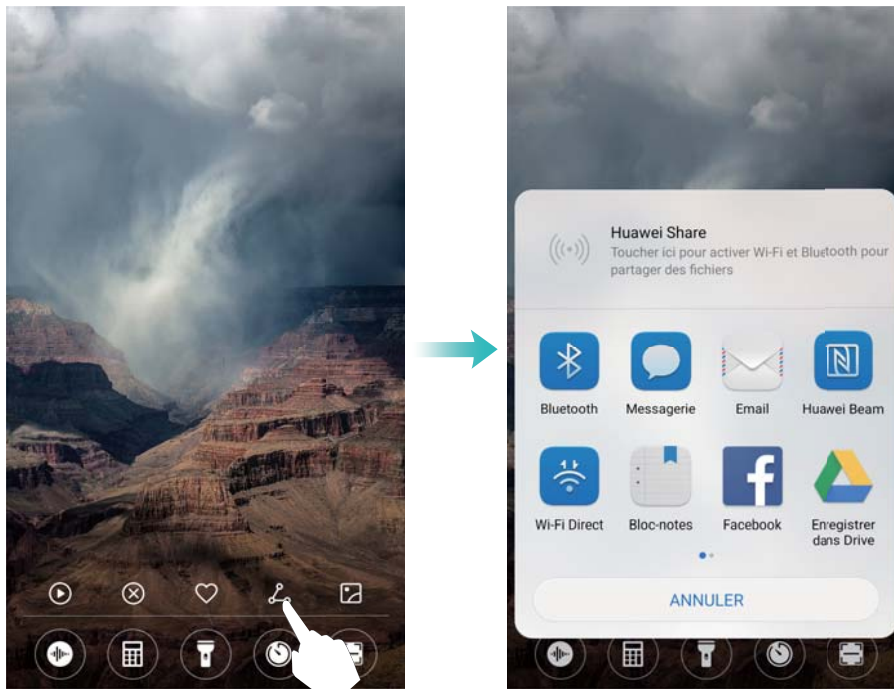 Huawei Share
Toucher ici pour activer Wi-Fi et Bluetooth pour
partager des fichiers
Bluetooth Messagerie Email Huawei Beam
Wi-Fi Direct Bloc-notes Facebook Enregistrer
dans Drive
ANNULER